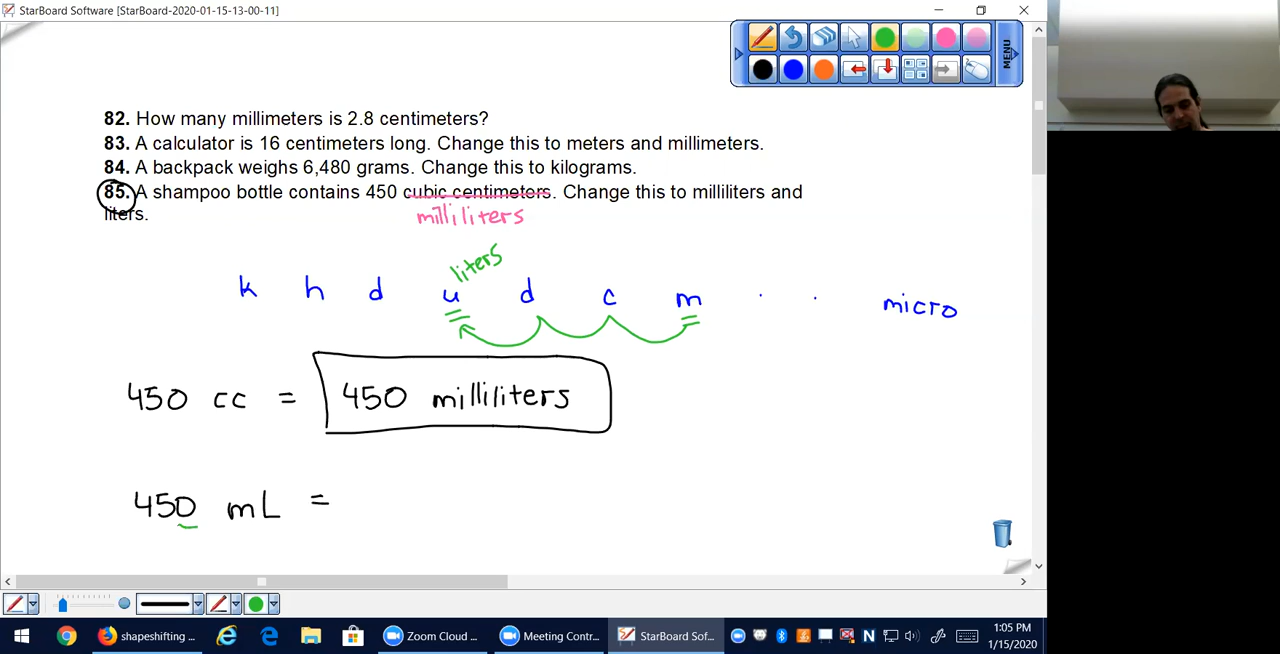 StarBoard Software [StarBoard-2020-01-15-13-00-11]
MENU
82. How many millimeters is 2.8 centimeters?
83. A calculator is 16 centimeters long. Change this to meters and millimeters.
84. A backpack weighs 6,480 grams. Change this to kilograms.
85. A shampoo bottle contains 450 cubic centimeters. Change this to milliliters and
liters.
milliliters
liters
k h d u d c m . . micro
450 cc = 450 milliliters
450 mL =
shapeshifting ... Zoom Cloud ... Meeting Contr... StarBoard Sof... 1:05 PM
1/15/2020